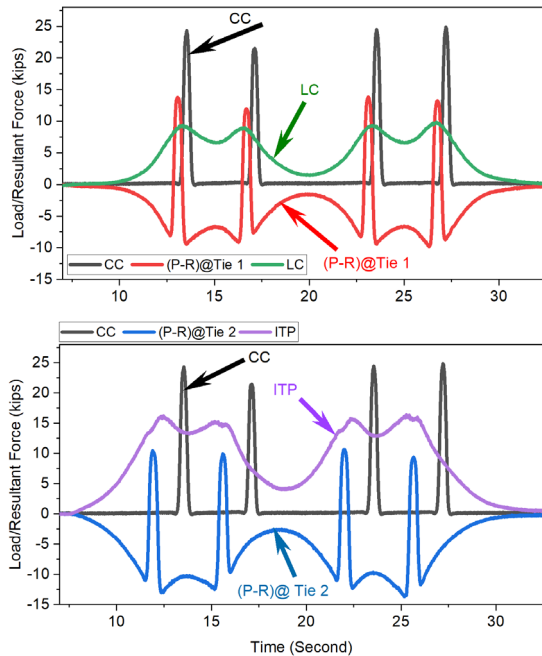 CC
LC
(P-R)@Tie 1
CC (P-R)@Tie 1 LC
Load/Resultant Force (kips)
25
20
15
10
5
0
-5
-10
-15
10 15 20 25 30
CC (P-R)@Tie 2 ITP
CC
ITP
(P-R)@ Tie 2
Load/Resultant Force (kips)
25
20
15
10
5
0
-5
-10
-15
10 15 20 25 30
Time (Second)